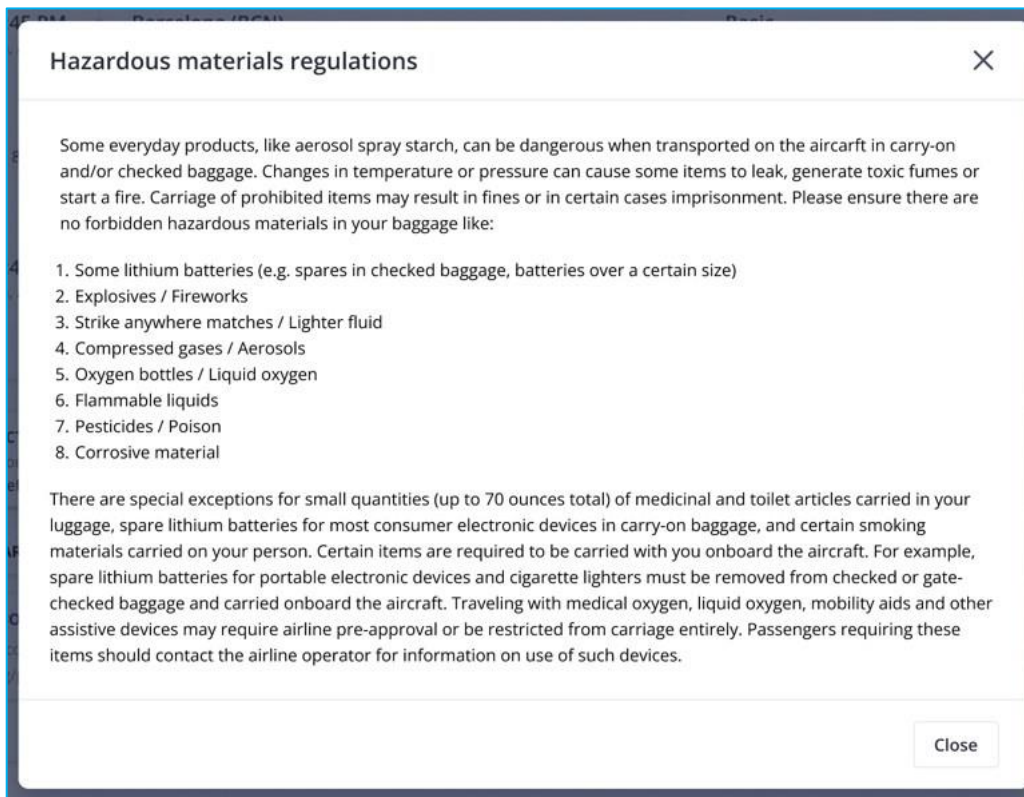 45 PM Barcelona (BCN) Basic
Hazardous materials regulations
Some everyday products, like aerosol spray starch, can be dangerous when transported on the aircarft in carry-on
and/or checked baggage. Changes in temperature or pressure can cause some items to leak, generate toxic fumes or
start a fire. Carriage of prohibited items may result in fines or in certain cases imprisonment. Please ensure there are
no forbidden hazardous materials in your baggage like:
1. Some lithium batteries (e.g. spares in checked baggage, batteries over a certain size)
2. Explosives / Fireworks
3. Strike anywhere matches / Lighter fluid
4. Compressed gases / Aerosols
5. Oxygen bottles / Liquid oxygen
6. Flammable liquids
7. Pesticides / Poison
8. Corrosive material
There are special exceptions for small quantities (up to 70 ounces total) of medicinal and toilet articles carried in your
luggage, spare lithium batteries for most consumer electronic devices in carry-on baggage, and certain smoking
materials carried on your person. Certain items are required to be carried with you onboard the aircraft. For example,
spare lithium batteries for portable electronic devices and cigarette lighters must be removed from checked or gate-
checked baggage and carried onboard the aircraft. Traveling with medical oxygen, liquid oxygen, mobility aids and other
assistive devices may require airline pre-approval or be restricted from carriage entirely. Passengers requiring these
items should contact the airline operator for information on use of such devices.
Close